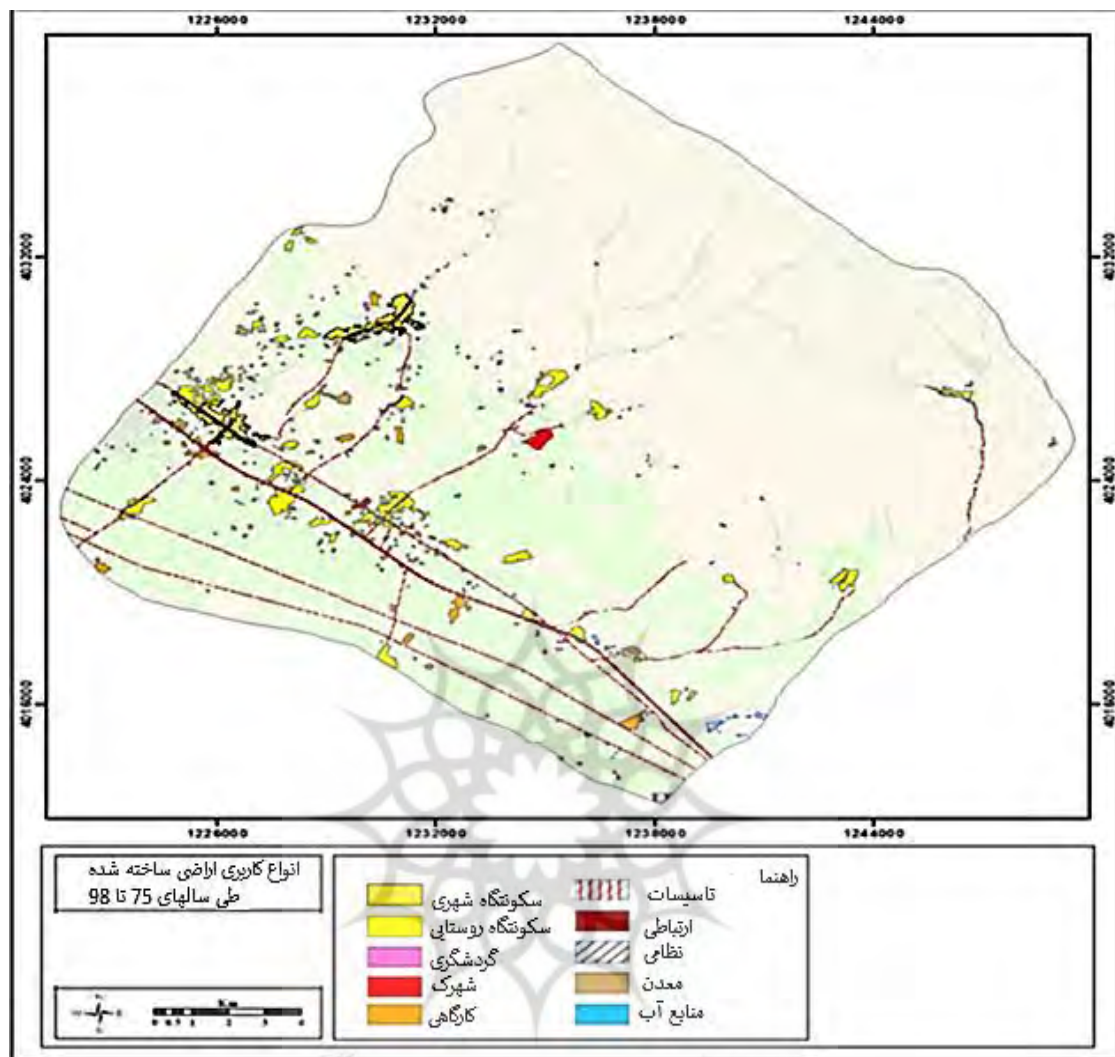 1226000 1232000 1238000 1244000
4032000 4032000
4024000 4024000
4016000 4016000
1226000 1232000 1238000 1244000
انواع کاربری اراضی ساخته شده
طی سالهای 75 تا 98
راهنما
تاسیسات
ارتباطی
نظامی
معدن
منابع آب
سکونتگاه شهری
سکونتگاه روستایی
گردشگری
شهرک
کارگاهی
Km